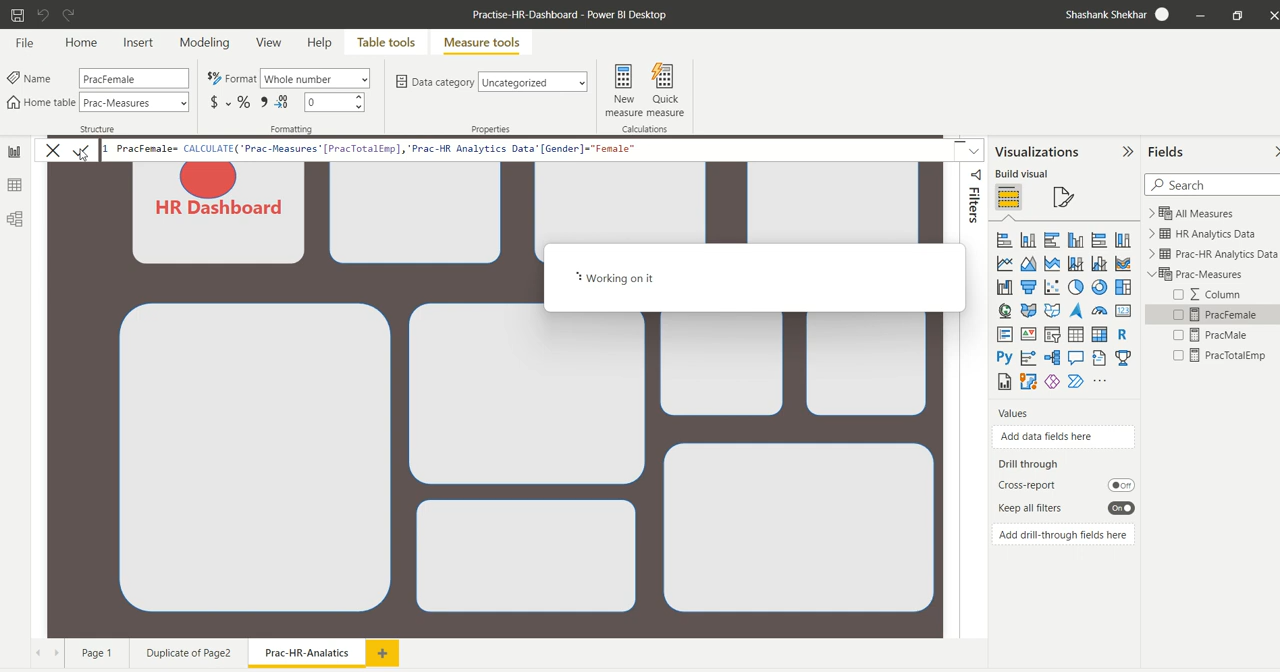 Practise-HR-Dashboard - Power BI Desktop
Shashank Shekhar
File Home Insert Modeling View Help Table tools Measure tools
Name PracFemale
Home table Prac-Measures
Structure
$% Format Whole number
$ % 9 .00 0
Formatting
Data category Uncategorized
Properties
New measure
Quick measure
Calculations
1 PracFemale= CALCULATE('Prac-Measures'[PracTotalEmp],'Prac-HR Analytics Data'[Gender]="Female"
HR Dashboard
Working on it
Filters
Visualizations
Build visual
123
R
Py
...
Values
Add data fields here
Drill through
Cross-report Off
Keep all filters On
Add drill-through fields here
Fields
Search
All Measures
HR Analytics Data
Prac-HR Analytics Data
Prac-Measures
Column
PracFemale
PracMale
PracTotalEmp
Page 1
Duplicate of Page2
Prac-HR-Analatics
+